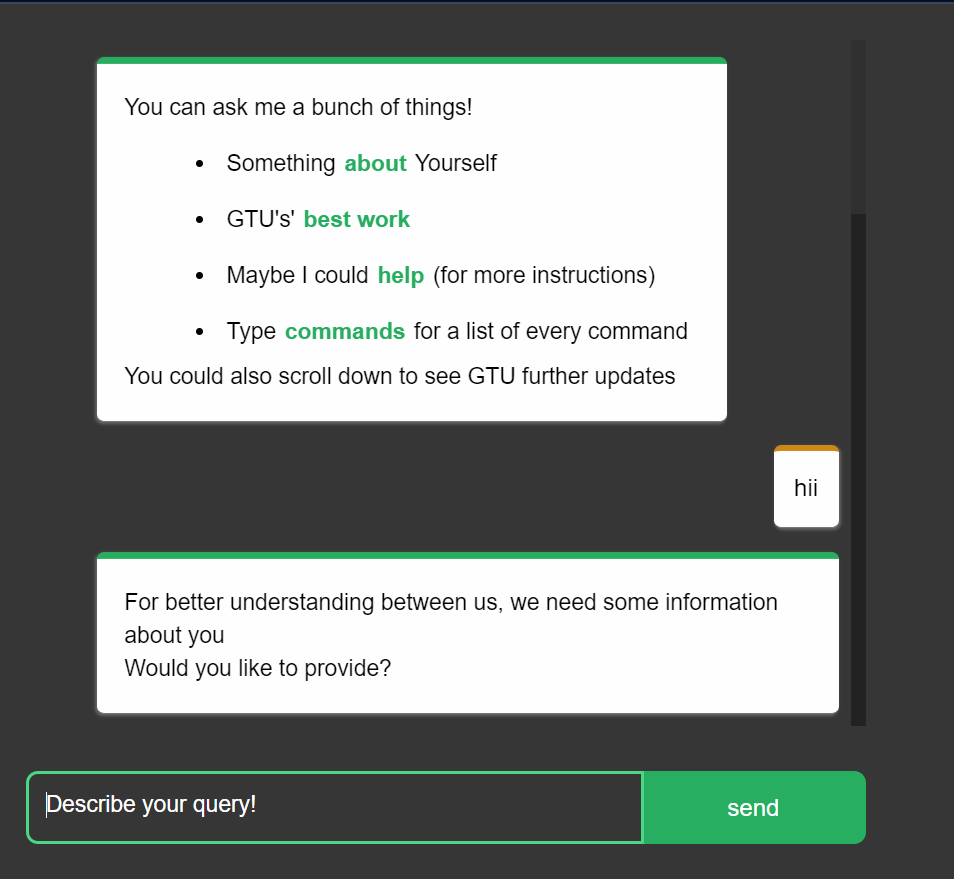 You can ask me a bunch of things!
Something about Yourself
GTU's' best work
Maybe I could help (for more instructions)
Type commands for a list of every command
You could also scroll down to see GTU further updates
hii
For better understanding between us, we need some information
about you
Would you like to provide?
Describe your query!
send